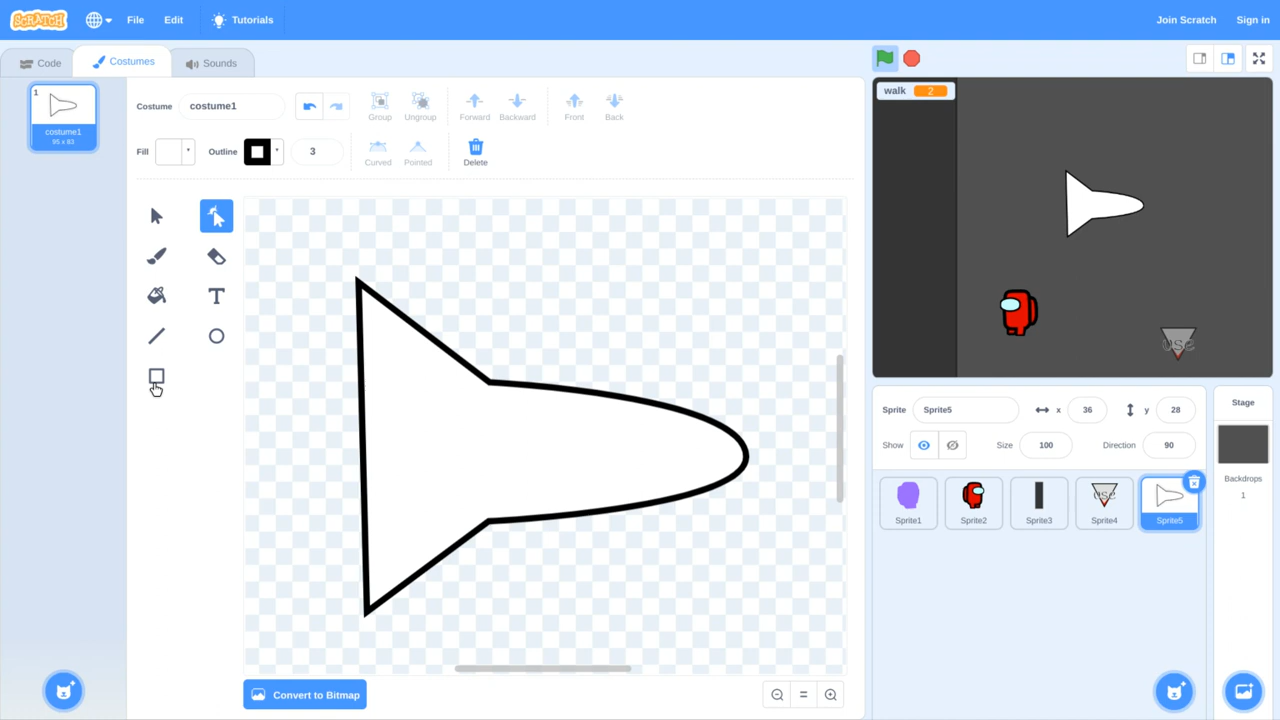 SCRATCH File Edit Tutorials Join Scratch Sign in
Code Costumes Sounds
1
costume1
95 x 83
Costume costume1 Group Ungroup Forward Backward Front Back
Fill Outline 3 Curved Pointed Delete
Convert to Bitmap
walk 2
use
Sprite Sprite5 x 36 y 28
Show Size 100 Direction 90
Sprite1 Sprite2 Sprite3 use Sprite4 Sprite5
Stage
Backdrops
1